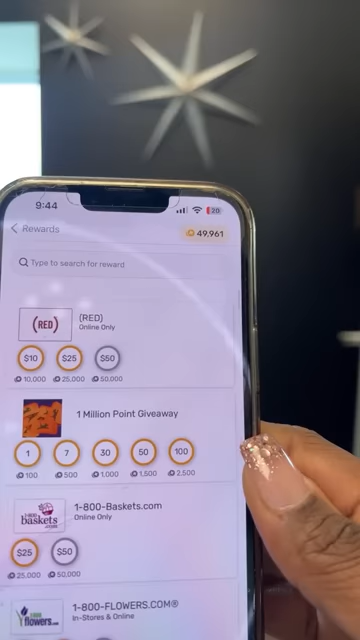 9:44
20
Rewards
49,961
Type to search for reward
(RED)
(RED)
Online Only
$10
$25
$50
10,000
25,000
50,000
1 Million Point Giveaway
1
7
30
50
100
100
500
1,000
1,500
2,500
1-800 baskets .com
1-800-Baskets.com
Online Only
$25
$50
25,000
50,000
flowers
1-800-FLOWERS.COM®
In-Stores & Online